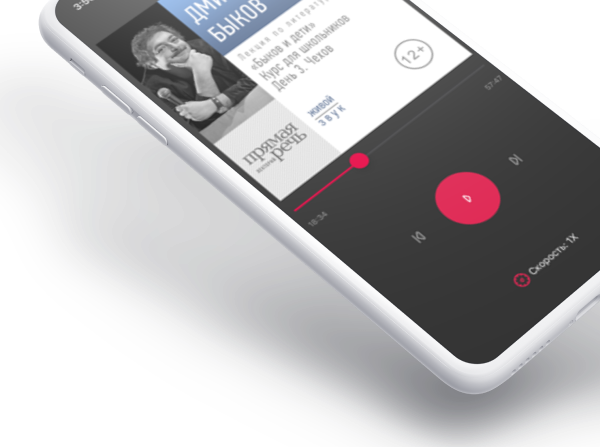 3:5
ДМИ
БЫКОВ
Лекции по литерату
«Быков и дети»
Курс для школьников
День 3. Чехов
12+
живой
звук
прямая
речь
18:34
57:47
Скорость: 1X